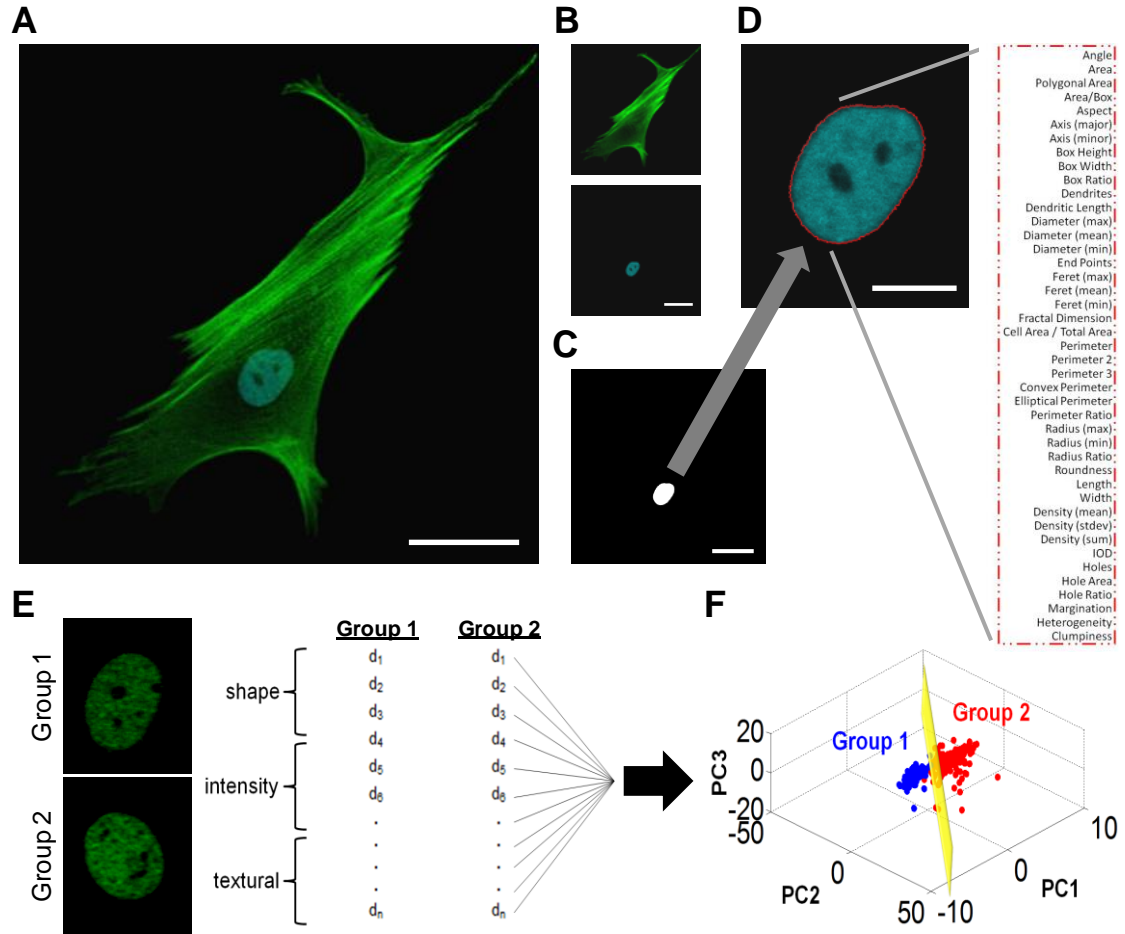 A
B
D
Angle
Area
Polygonal Area
Area/Box
Aspect
Axis (major)
Axis (minor)
Box Height
Box Width
Box Ratio
Dendrites
Dendritic Length
Diameter (max)
Diameter (mean)
Diameter (min)
End Points
Feret (max)
Feret (mean)
Feret (min)
Fractal Dimension
Cell Area / Total Area
Perimeter
Perimeter 2
Perimeter 3
Convex Perimeter
Elliptical Perimeter
Perimeter Ratio
Radius (max)
Radius (min)
Radius Ratio
Roundness
Length
Width
Density (mean)
Density (stdev)
Density (sum)
IOD
Holes
Hole Area
Hole Ratio
Margination
Heterogeneity
Clumpiness
C
E
Group 1
Group 2
shape
intensity
textural
Group 1
d1
d2
d3
d4
d5
d6
.
.
.
dn
Group 2
d1
d2
d3
d4
d5
d6
.
.
.
dn
F
Group 1
Group 2
PC3
20
0
-20
-50
0
50
PC2
-10
0
10
PC1